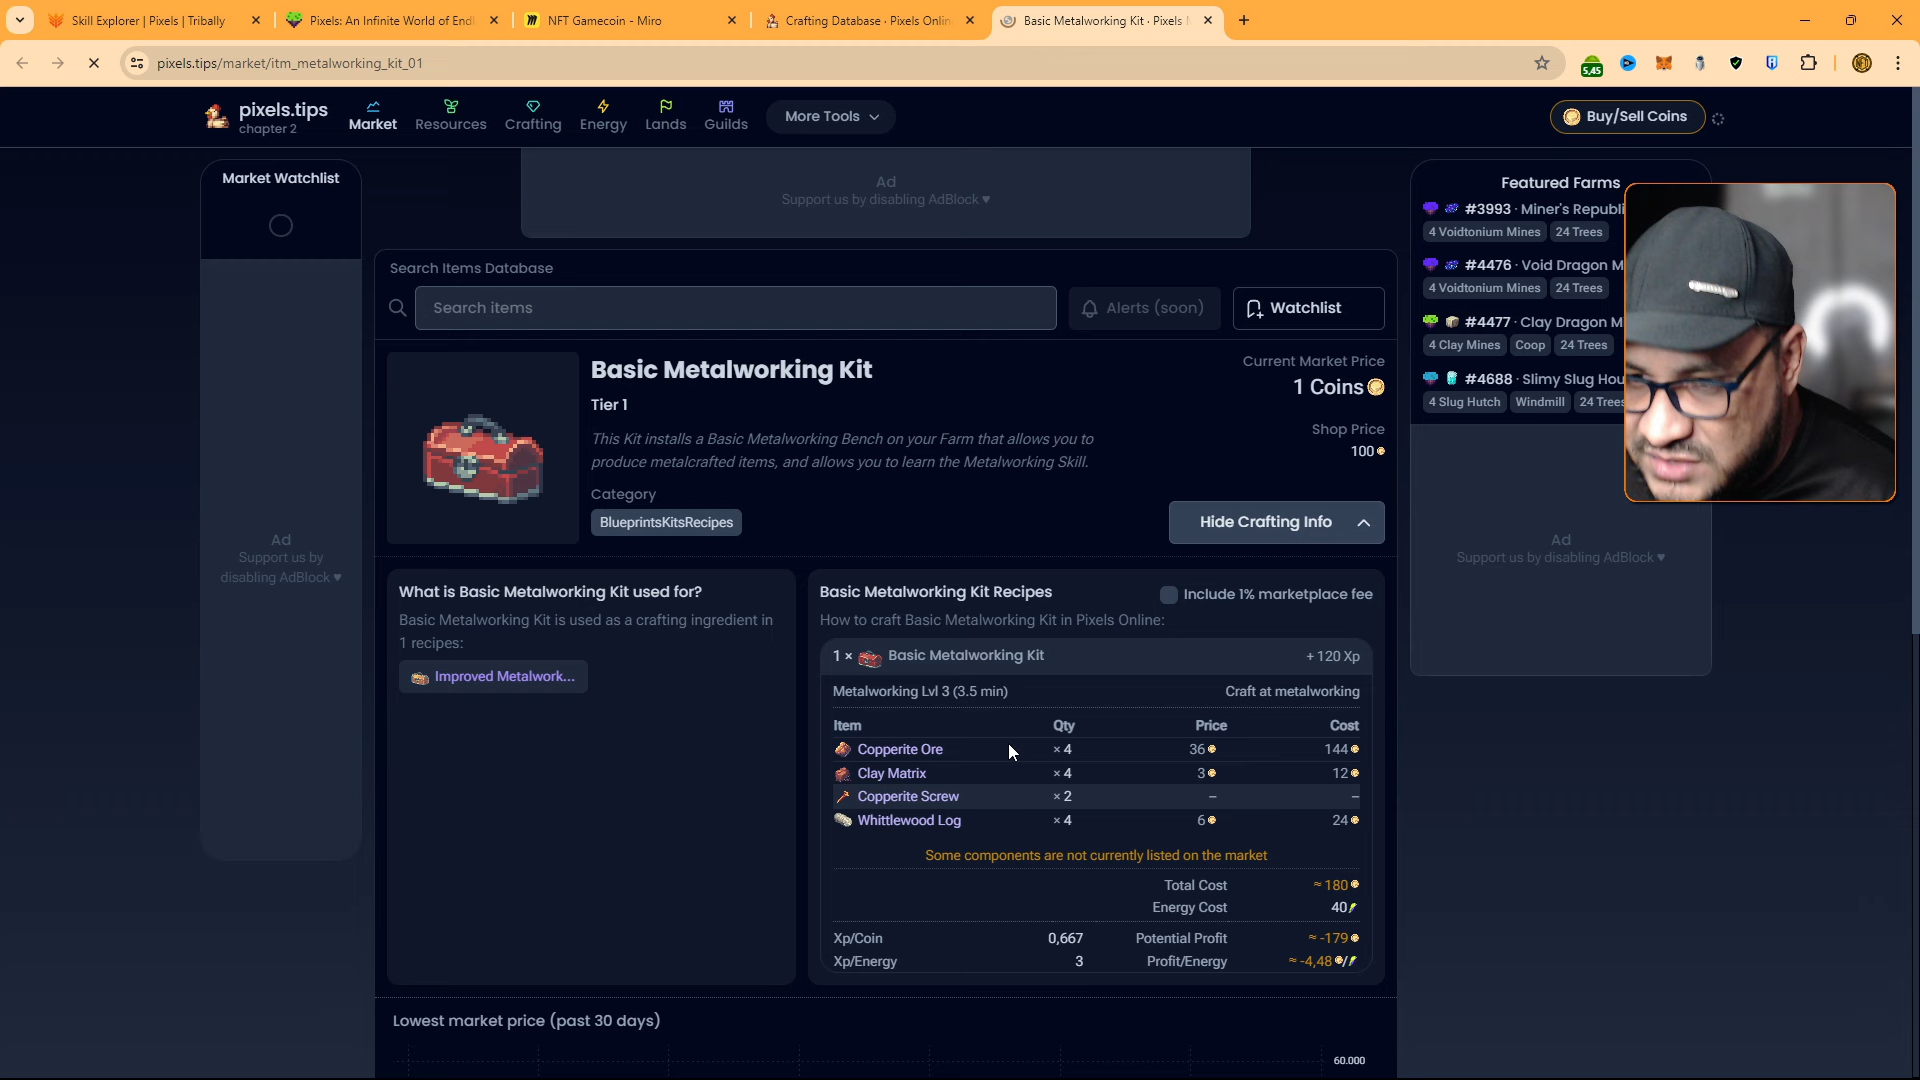 Skill Explorer | Pixels | Tribally
Pixels: An Infinite World of Endl
NFT Gamecoin - Miro
Crafting Database · Pixels Onlin
Basic Metalworking Kit · Pixels
pixels.tips/market/itm_metalworking_kit_01
5,45
pixels.tips
chapter 2
Market
Resources
Crafting
Energy
Lands
Guilds
More Tools
Buy/Sell Coins
Market Watchlist
Ad
Support us by
disabling AdBlock ♥
Ad
Support us by disabling AdBlock ♥
Search Items Database
Search items
Alerts (soon)
Watchlist
Basic Metalworking Kit
Tier 1
This Kit installs a Basic Metalworking Bench on your Farm that allows you to
produce metalcrafted items, and allows you to learn the Metalworking Skill.
Category
BlueprintsKitsRecipes
Current Market Price
1 Coins
Shop Price
100
Hide Crafting Info
What is Basic Metalworking Kit used for?
Basic Metalworking Kit is used as a crafting ingredient in
1 recipes:
Improved Metalwork...
Basic Metalworking Kit Recipes
Include 1% marketplace fee
How to craft Basic Metalworking Kit in Pixels Online:
1 × Basic Metalworking Kit + 120 Xp
Metalworking Lvl 3 (3.5 min) Craft at metalworking
Item Qty Price Cost
Copperite Ore × 4 36 144
Clay Matrix × 4 3 12
Copperite Screw × 2 – –
Whittlewood Log × 4 6 24
Some components are not currently listed on the market
Total Cost ≈ 180
Energy Cost 40
Xp/Coin 0,667 Potential Profit ≈ -179
Xp/Energy 3 Profit/Energy ≈ -4,48 /
Lowest market price (past 30 days)
60.000
Featured Farms
#3993 · Miner's Republi
4 Voidtonium Mines 24 Trees
#4476 · Void Dragon M
4 Voidtonium Mines 24 Trees
#4477 · Clay Dragon M
4 Clay Mines Coop 24 Trees
#4688 · Slimy Slug Hou
4 Slug Hutch Windmill 24 Trees
Ad
Support us by disabling AdBlock ♥